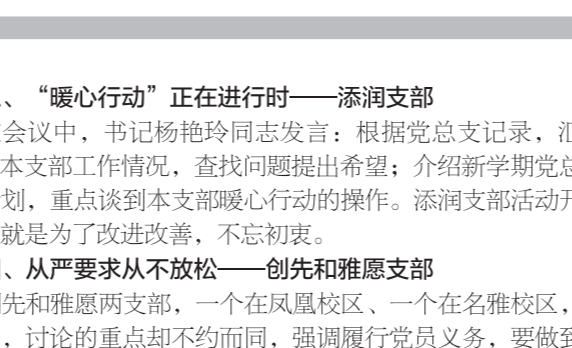 、“暖心行动”正在进行时——添润支部
会议中，书记杨艳玲同志发言：根据党总支记录，汇
本支部工作情况，查找问题提出希望；介绍新学期党总
划，重点谈到本支部暖心行动的操作。添润支部活动开
就是为了改进改善，不忘初衷。
、从严要求从不放松——创先和雅愿支部
先和雅愿两支部，一个在凤凰校区、一个在名雅校区，
，讨论的重点却不约而同，强调履行党员义务，要做到